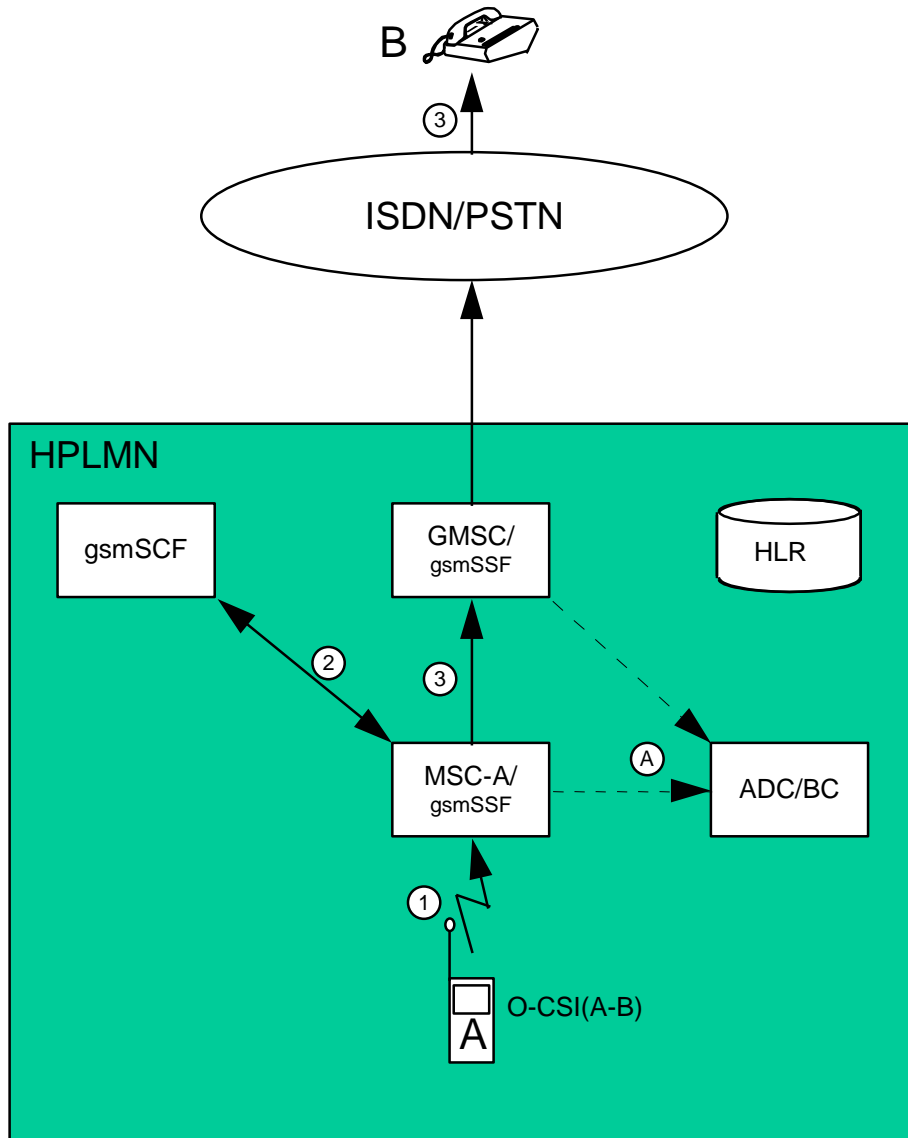 B
3
ISDN/PSTN
HPLMN
gsmSCF
GMSC/
gsmSSF
HLR
2
3
MSC-A/
gsmSSF
A
ADC/BC
1
O-CSI(A-B)
A